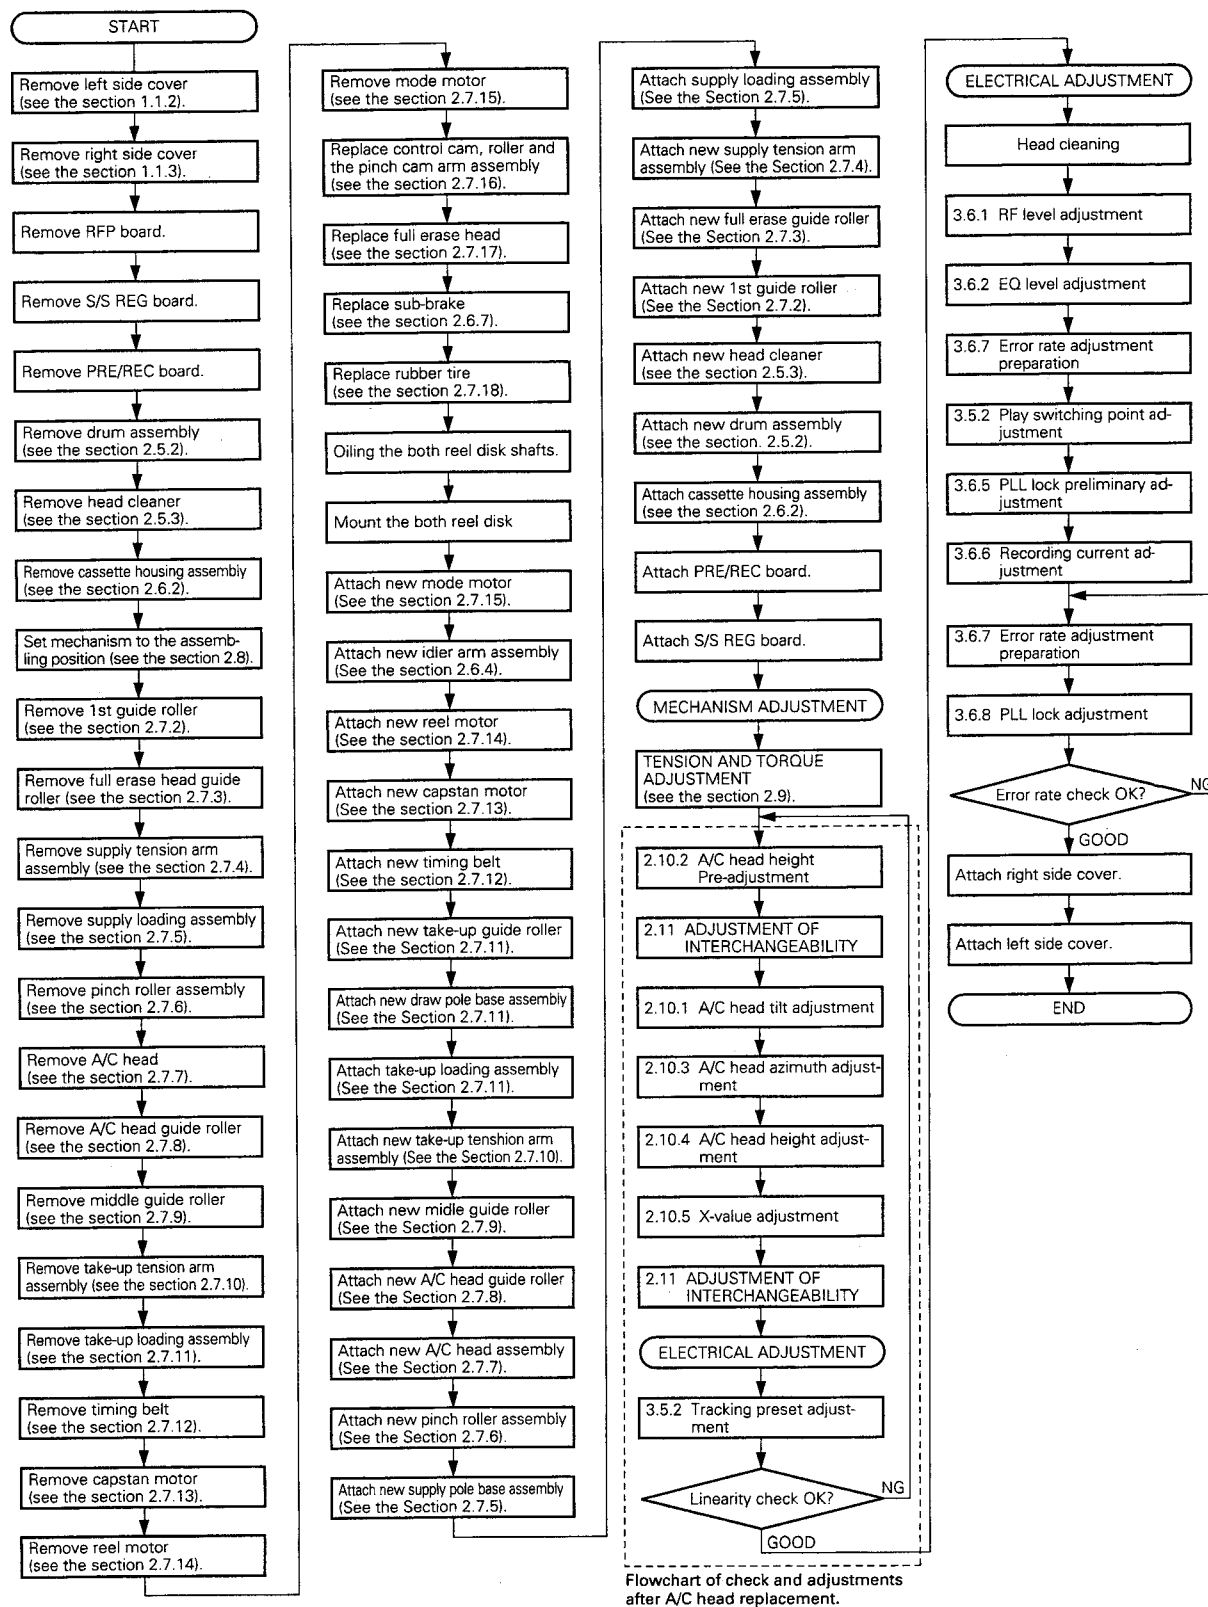 START
Remove left side cover
(see the section 1.1.2).
Remove right side cover
(see the section 1.1.3).
Remove RFP board.
Remove S/S REG board.
Remove PRE/REC board.
Remove drum assembly
(see the section 2.5.2).
Remove head cleaner
(see the section 2.5.3).
Remove cassette housing assembly
(see the section 2.6.2).
Set mechanism to the assemb-
ling position (see the section 2.8).
Remove 1st guide roller
(see the section 2.7.2).
Remove full erase head guide
roller (see the section 2.7.3).
Remove supply tension arm
assembly (see the section 2.7.4).
Remove supply loading assembly
(see the section 2.7.5).
Remove pinch roller assembly
(see the section 2.7.6).
Remove A/C head
(see the section 2.7.7).
Remove A/C head guide roller
(see the section 2.7.8).
Remove middle guide roller
(see the section 2.7.9).
Remove take-up tension arm
assembly (see the section 2.7.10).
Remove take-up loading assembly
(see the section 2.7.11).
Remove timing belt
(see the section 2.7.12).
Remove capstan motor
(see the section 2.7.13).
Remove reel motor
(see the section 2.7.14).
Remove mode motor
(see the section 2.7.15).
Replace control cam, roller and
the pinch cam arm assembly
(see the section 2.7.16).
Replace full erase head
(see the section 2.7.17).
Replace sub-brake
(see the section 2.6.7).
Replace rubber tire
(see the section 2.7.18).
Oiling the both reel disk shafts.
Mount the both reel disk
Attach new mode motor
(See the section 2.7.15).
Attach new idler arm assembly
(See the section 2.6.4).
Attach new reel motor
(See the section 2.7.14).
Attach new capstan motor
(See the section 2.7.13).
Attach new timing belt
(See the Section 2.7.12).
Attach new take-up guide roller
(See the Section 2.7.11).
Attach new draw pole base assembly
(See the Section 2.7.11).
Attach take-up loading assembly
(See the Section 2.7.11).
Attach new take-up tenshion arm
assembly (See the Section 2.7.10).
Attach new midle guide roller
(See the Section 2.7.9).
Attach new A/C head guide roller
(See the Section 2.7.8).
Attach new A/C head assembly
(See the Section 2.7.7).
Attach new pinch roller assembly
(See the Section 2.7.6).
Attach new supply pole base assembly
(See the Section 2.7.5).
Attach supply loading assembly
(See the Section 2.7.5).
Attach new supply tension arm
assembly (See the Section 2.7.4).
Attach new full erase guide roller
(See the Section 2.7.3).
Attach new 1st guide roller
(See the Section 2.7.2).
Attach new head cleaner
(see the section 2.5.3).
Attach new drum assembly
(see the section. 2.5.2).
Attach cassette housing assembly
(see the section 2.6.2).
Attach PRE/REC board.
Attach S/S REG board.
MECHANISM ADJUSTMENT
TENSION AND TORQUE
ADJUSTMENT
(see the section 2.9).
2.10.2 A/C head height
Pre-adjustment
2.11 ADJUSTMENT OF
INTERCHANGEABILITY
2.10.1 A/C head tilt adjustment
2.10.3 A/C head azimuth adjust-
ment
2.10.4 A/C head height adjust-
ment
2.10.5 X-value adjustment
2.11 ADJUSTMENT OF
INTERCHANGEABILITY
ELECTRICAL ADJUSTMENT
3.5.2 Tracking preset adjust-
ment
Linearity check OK?
NG
GOOD
Flowchart of check and adjustments
after A/C head replacement.
ELECTRICAL ADJUSTMENT
Head cleaning
3.6.1 RF level adjustment
3.6.2 EQ level adjustment
3.6.7 Error rate adjustment
preparation
3.5.2 Play switching point ad-
justment
3.6.5 PLL lock preliminary ad-
justment
3.6.6 Recording current ad-
justment
3.6.7 Error rate adjustment
preparation
3.6.8 PLL lock adjustment
Error rate check OK?
NG
GOOD
Attach right side cover.
Attach left side cover.
END